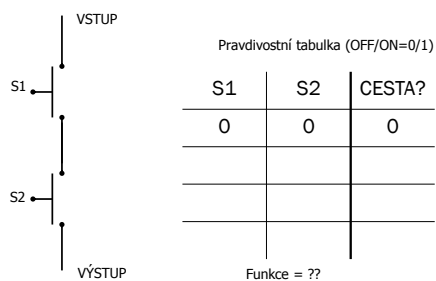 VSTUP
S1
S2
VÝSTUP
Pravdivostní tabulka (OFF/ON=0/1)
S1 S2 CESTA?
0 0 0
Funkce = ??